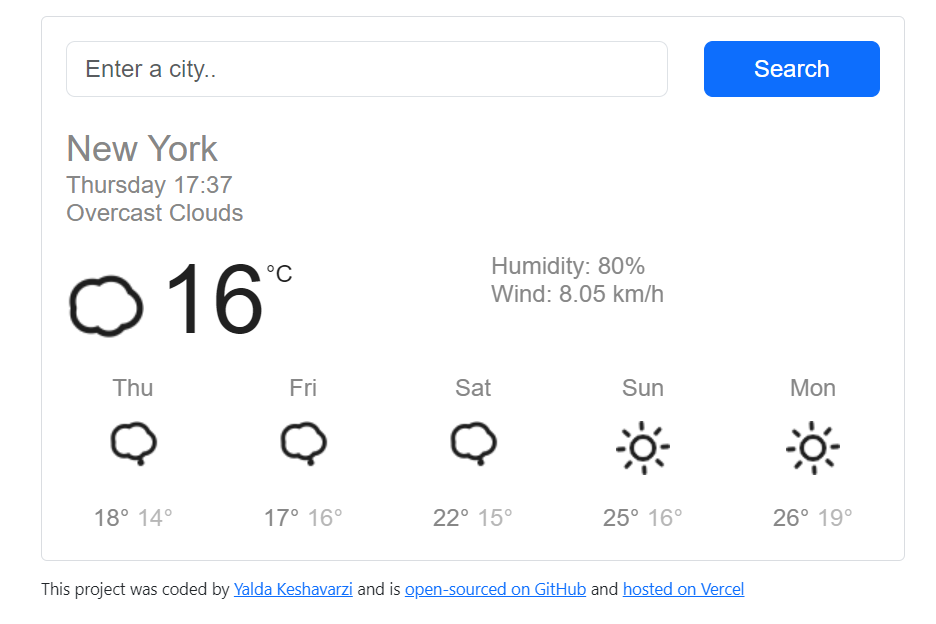 Enter a city..
Search
New York
Thursday 17:37
Overcast Clouds
16 °C
Humidity: 80%
Wind: 8.05 km/h
Thu Fri Sat Sun Mon
18° 14° 17° 16° 22° 15° 25° 16° 26° 19°
This project was coded by Yalda Keshavarzi and is open-sourced on GitHub and hosted on Vercel